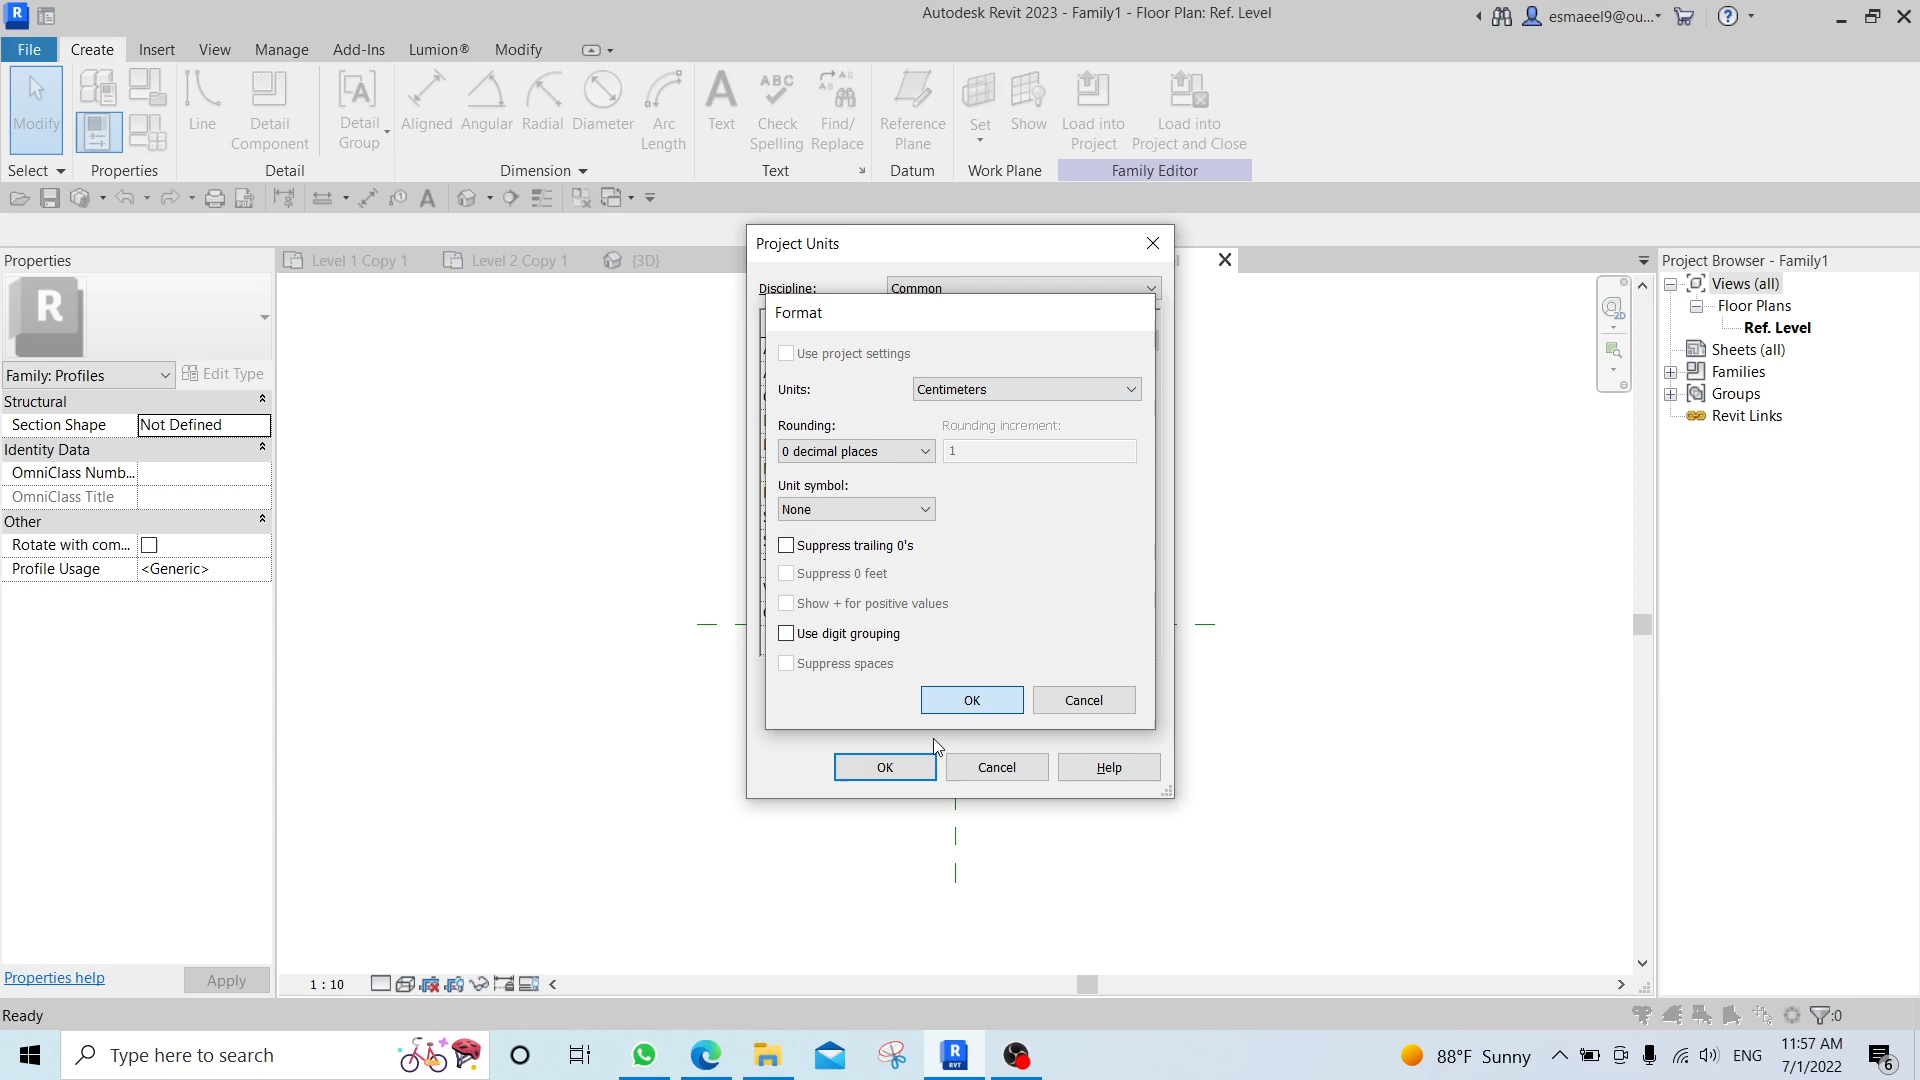 Autodesk Revit 2023 - Family1 - Floor Plan: Ref. Level
esmaeel9@ou...
File Create Insert View Manage Add-Ins Lumion® Modify
Modify
Line
Detail
Component
Detail
Group
Aligned Angular Radial Diameter
Arc
Length
Text
Check
Spelling
Find/
Replace
Reference
Plane
Set
Show
Load into
Project
Load into
Project and Close
Select Properties Detail Dimension Text Datum Work Plane Family Editor
Properties
Level 1 Copy 1 Level 2 Copy 1 {3D}
Project Browser - Family1
Views (all)
Floor Plans
Ref. Level
Sheets (all)
Families
Groups
Revit Links
Family: Profiles Edit Type
Structural
Section Shape Not Defined
Identity Data
OmniClass Numb...
OmniClass Title
Other
Rotate with com...
Profile Usage <Generic>
Properties help Apply
Project Units
Discipline: Common
Format
Use project settings
Units: Centimeters
Rounding: Rounding increment:
0 decimal places 1
Unit symbol:
None
Suppress trailing 0's
Suppress 0 feet
Show + for positive values
Use digit grouping
Suppress spaces
OK Cancel
OK Cancel Help
1 : 10
Ready
:0
Type here to search
88°F Sunny
ENG
11:57 AM
7/1/2022
6